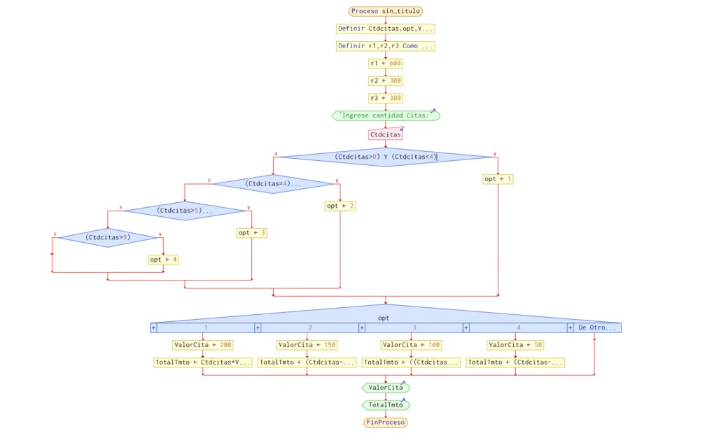 Proceso sin_titulo
Definir Ctdcitas,opt,V...
Definir r1,r2,r3 Como ...
r1 ← 600
r2 ← 300
r3 ← 300
'Ingrese cantidad Citas:'
Ctdcitas
F (Ctdcitas>0) Y (Ctdcitas<4) V
opt ← 1
F (Ctdcitas=4)... V
opt ← 2
F (Ctdcitas>5)... V
opt ← 3
F (Ctdcitas>9) V
opt ← 4
opt
1 2 3 4 De Otro...
ValorCita ← 200 ValorCita ← 150 ValorCita ← 100 ValorCita ← 50
TotalTmto ← Ctdcitas*V... TotalTmto ← (Ctdcitas-... TotalTmto ← ((Ctdcitas... TotalTmto ← (Ctdcitas-...
ValorCita
TotalTmto
FinProceso